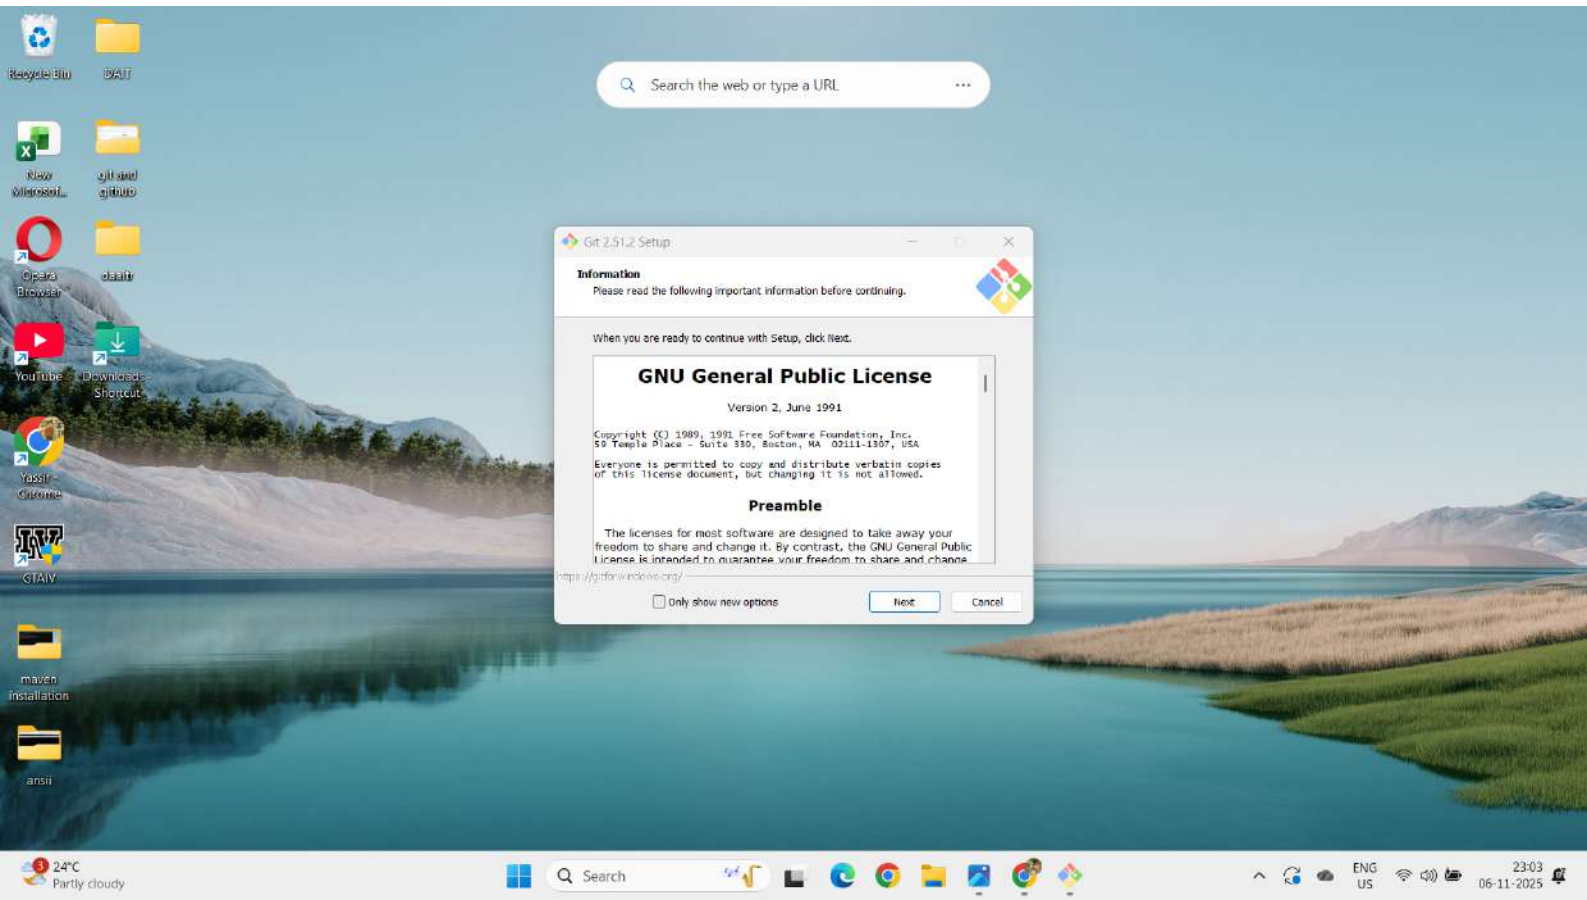 Recycle Bin
DAIT
Search the web or type a URL
New
Microsof...
git and
github
Opera
Browser
YouTube
Downloads -
Shortcut
Yassir -
Chrome
GTAIV
maven
installation
ansii
Git 2.51.2 Setup
Information
Please read the following important information before continuing.
When you are ready to continue with Setup, click Next.
GNU General Public License
Version 2, June 1991
Copyright (C) 1989, 1991 Free Software Foundation, Inc.
59 Temple Place - Suite 330, Boston, MA 02111-1307, USA
Everyone is permitted to copy and distribute verbatim copies
of this license document, but changing it is not allowed.
Preamble
The licenses for most software are designed to take away your
freedom to share and change it. By contrast, the GNU General Public
License is intended to guarantee your freedom to share and change
https://gitforwindows.org/
Only show new options
Next
Cancel
3
24°C
Partly cloudy
Search
ENG
US
23:03
06-11-2025